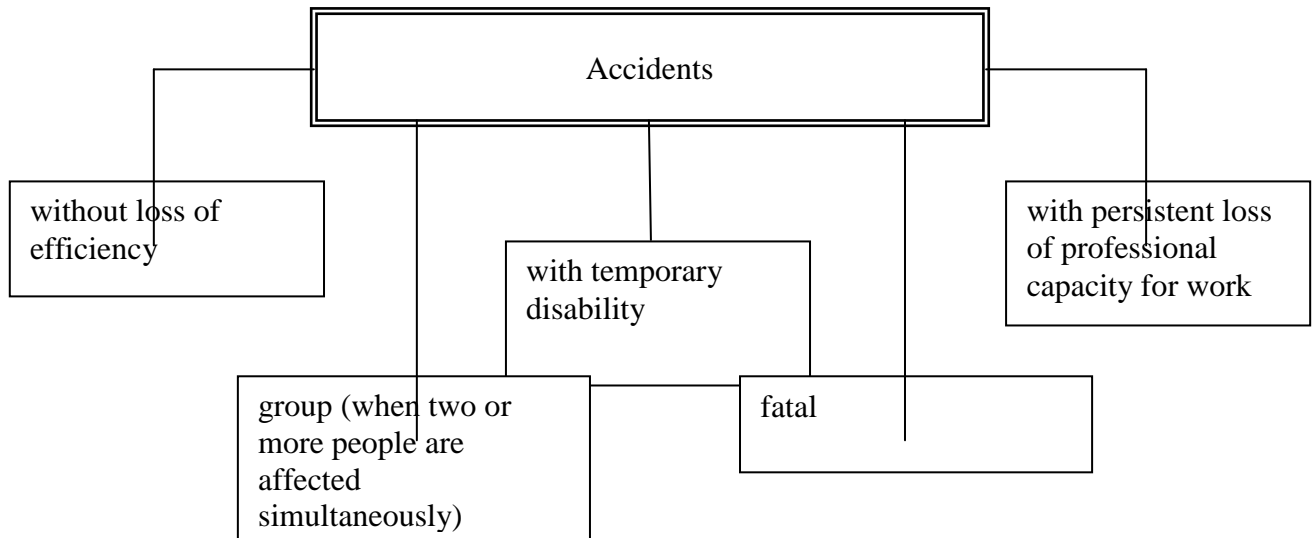 Accidents
without loss of
efficiency
with persistent loss
of professional
capacity for work
with temporary
disability
group (when two or
more people are
affected
simultaneously)
fatal